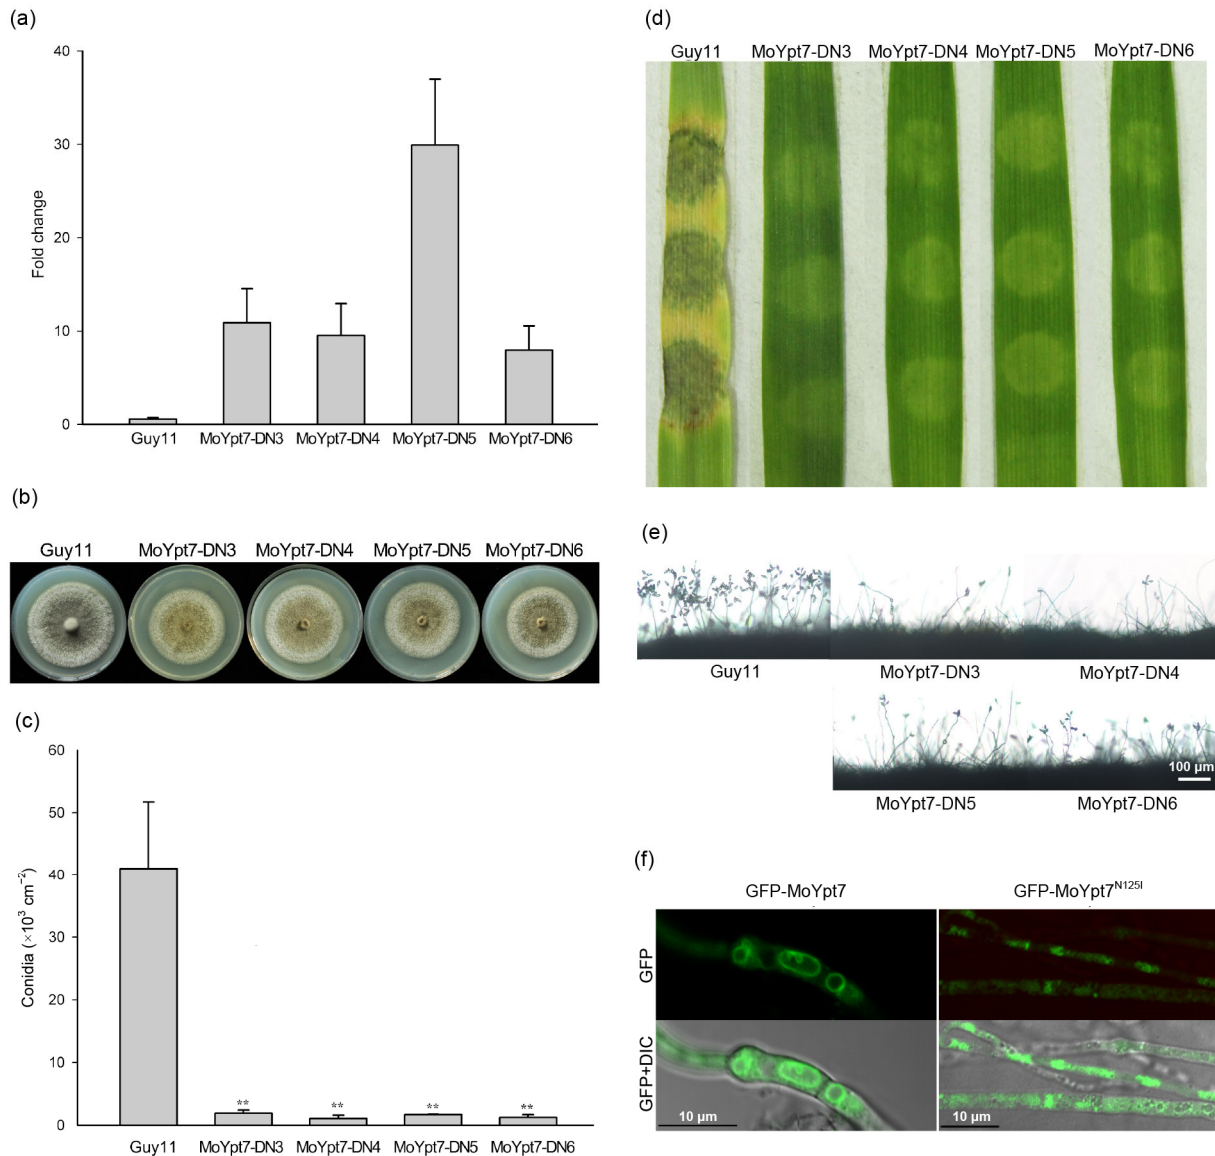 (a)
40
30
20
10
0
Fold change
Guy11 MoYpt7-DN3 MoYpt7-DN4 MoYpt7-DN5 MoYpt7-DN6
(b)
Guy11 MoYpt7-DN3 MoYpt7-DN4 MoYpt7-DN5 MoYpt7-DN6
(c)
60
50
40
30
20
10
0
Conidia (×10³ cm⁻²)
** ** ** **
Guy11 MoYpt7-DN3 MoYpt7-DN4 MoYpt7-DN5 MoYpt7-DN6
(d)
Guy11 MoYpt7-DN3 MoYpt7-DN4 MoYpt7-DN5 MoYpt7-DN6
(e)
Guy11 MoYpt7-DN3 MoYpt7-DN4
100 µm
MoYpt7-DN5 MoYpt7-DN6
(f)
GFP-MoYpt7 GFP-MoYpt7ᴺ¹²⁵ᴵ
GFP
GFP+DIC
10 µm 10 µm